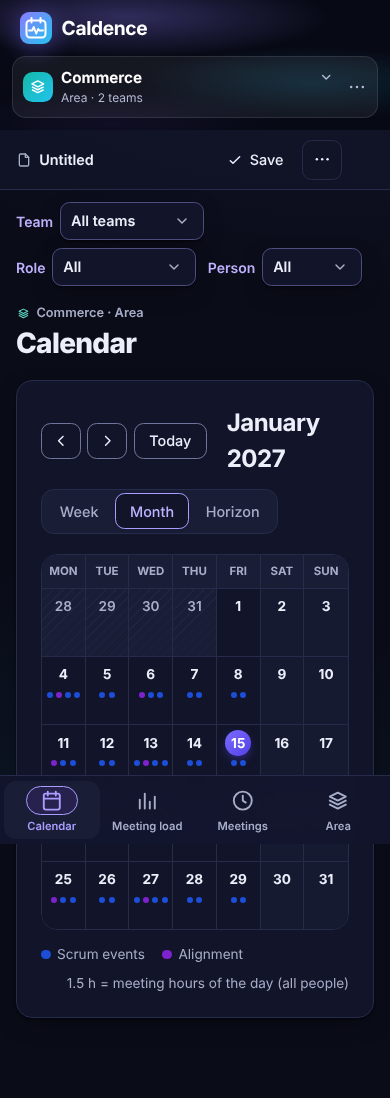 Caldence
Commerce
Area · 2 teams
Untitled
Save
Team All teams
Role All Person All
Commerce · Area
Calendar
Today
January
2027
Week Month Horizon
MON TUE WED THU FRI SAT SUN
28 29 30 31 1 2 3
4 5 6 7 8 9 10
11 12 13 14 15 16 17
Calendar Meeting load Meetings Area
25 26 27 28 29 30 31
Scrum events Alignment
1.5 h = meeting hours of the day (all people)